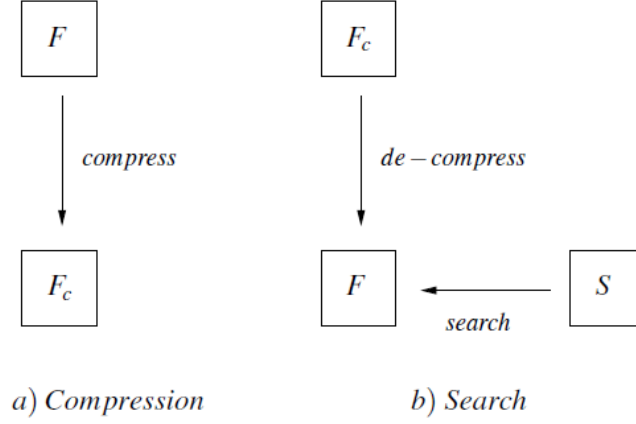 F
compress
F_c
a) Compression
F_c
de – compress
F
search
S
b) Search